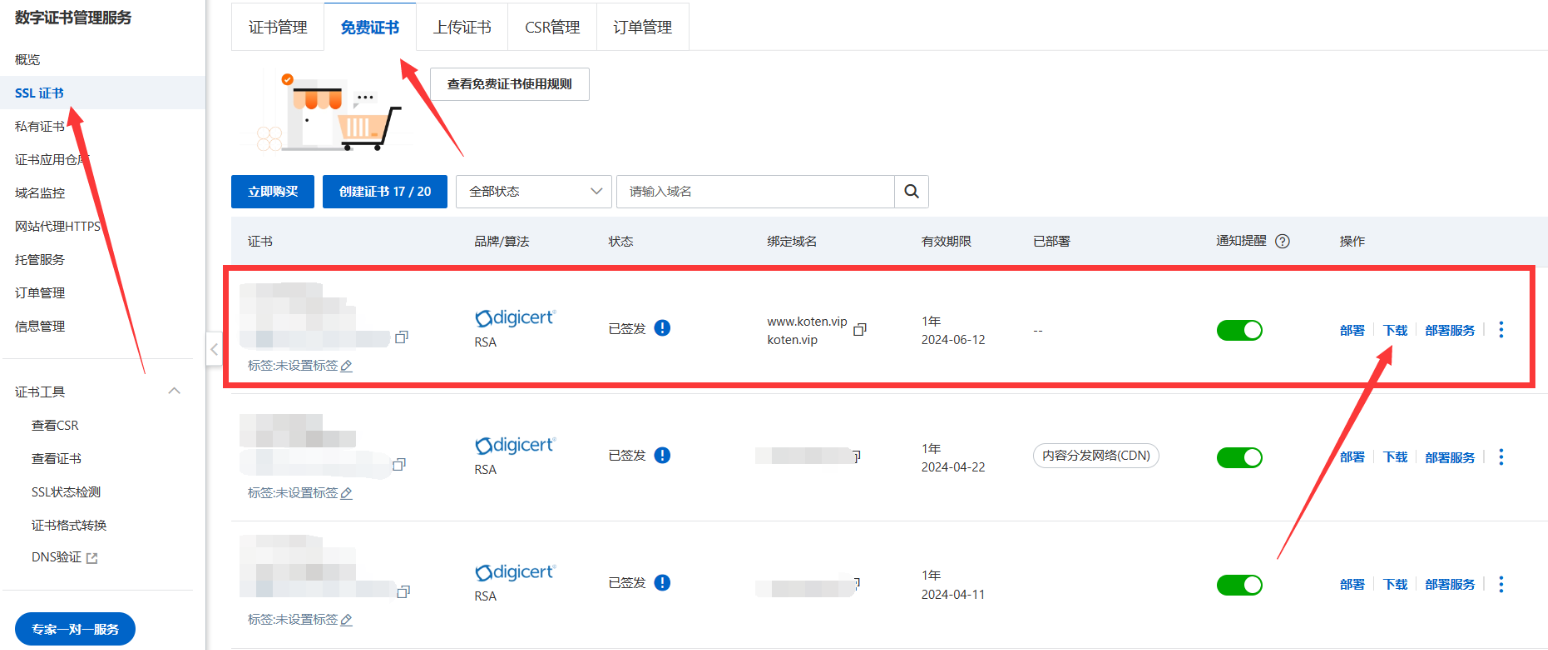 数字证书管理服务
概览
SSL 证书
私有证书
证书应用仓库
域名监控
网站代理HTTPS
托管服务
订单管理
信息管理
证书工具
查看CSR
查看证书
SSL状态检测
证书格式转换
DNS验证
专家一对一服务
证书管理 免费证书 上传证书 CSR管理 订单管理
查看免费证书使用规则
立即购买 创建证书 17 / 20 全部状态 请输入域名
证书 品牌/算法 状态 绑定域名 有效期限 已部署 通知提醒 ? 操作
digicert® RSA 已签发 www.koten.vip koten.vip 1年 2024-06-12 -- 部署 下载 部署服务
标签:未设置标签
digicert® RSA 已签发 1年 2024-04-22 内容分发网络(CDN) 部署 下载 部署服务
标签:未设置标签
digicert® RSA 已签发 1年 2024-04-11 部署 下载 部署服务
标签:未设置标签